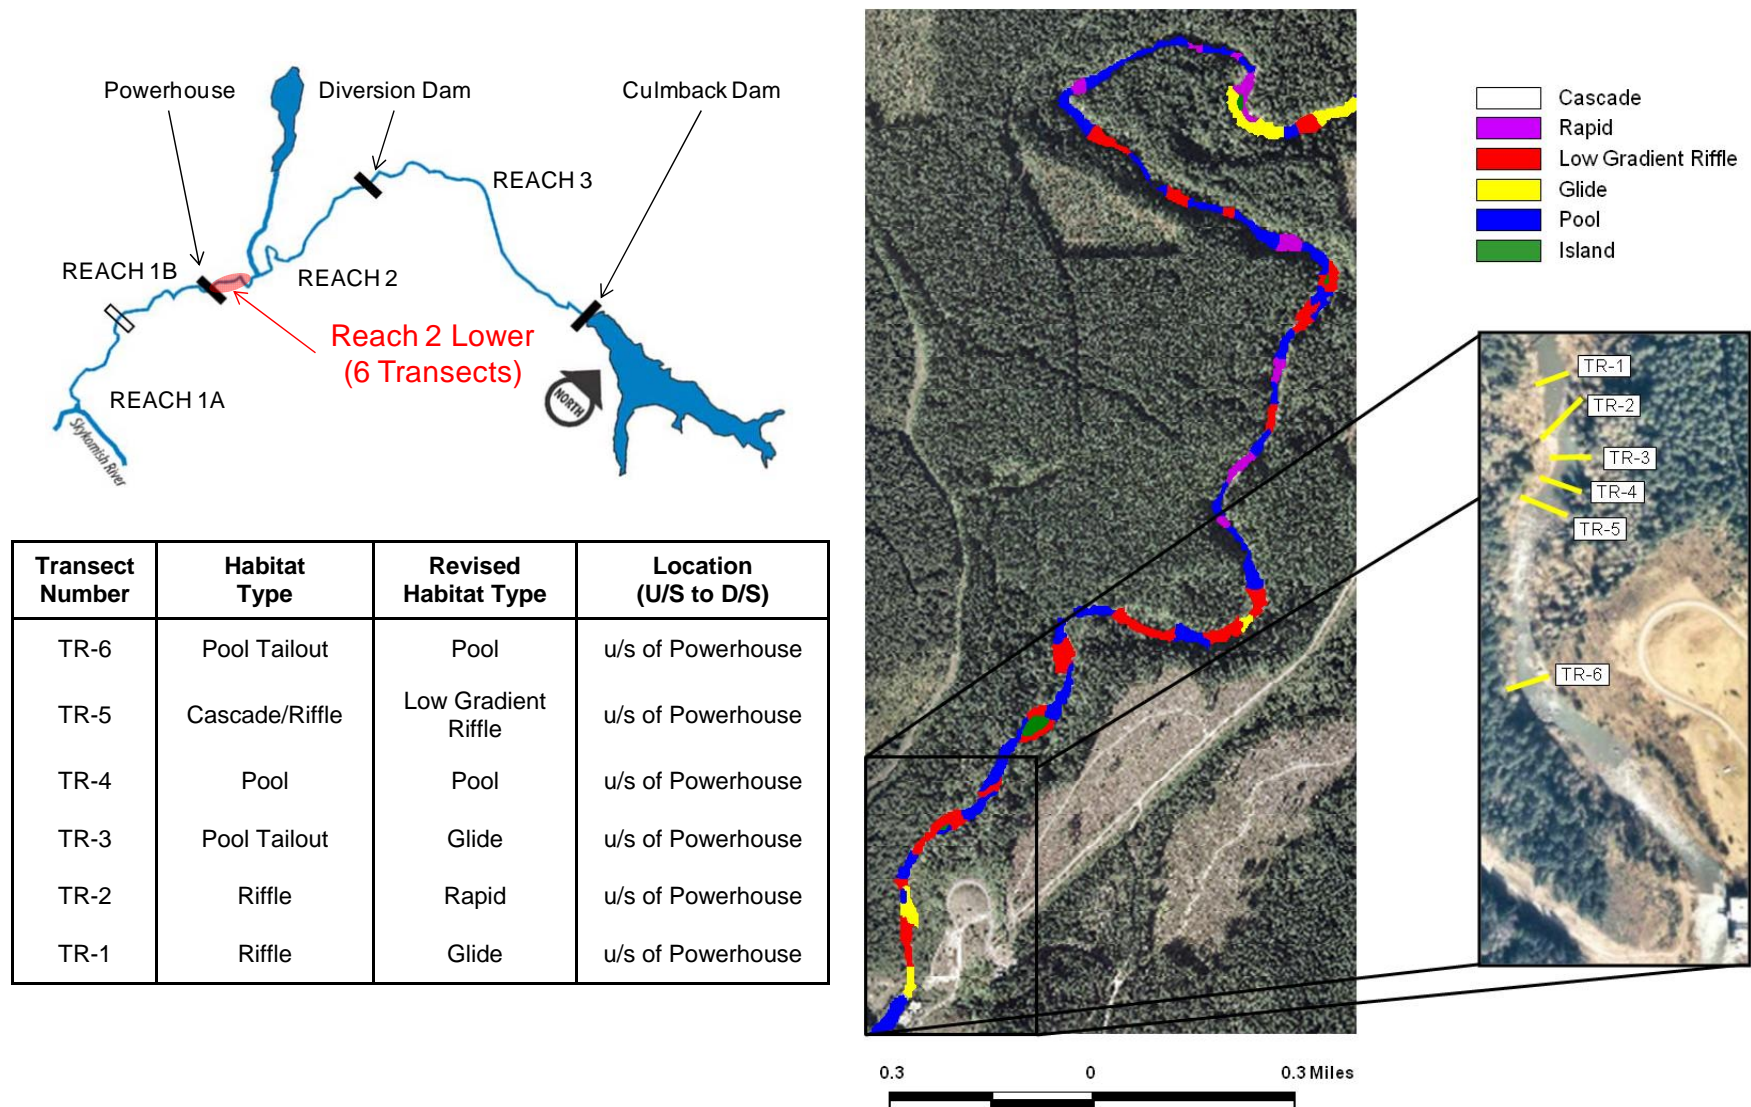 Powerhouse
Diversion Dam
Culmback Dam
REACH 3
REACH 1B
REACH 2
Reach 2 Lower
(6 Transects)
NORTH
REACH 1A
Skykomish River
Transect Number
Habitat Type
Revised Habitat Type
Location (U/S to D/S)
TR-6 Pool Tailout Pool u/s of Powerhouse
TR-5 Cascade/Riffle Low Gradient Riffle u/s of Powerhouse
TR-4 Pool Pool u/s of Powerhouse
TR-3 Pool Tailout Glide u/s of Powerhouse
TR-2 Riffle Rapid u/s of Powerhouse
TR-1 Riffle Glide u/s of Powerhouse
Cascade
Rapid
Low Gradient Riffle
Glide
Pool
Island
TR-1
TR-2
TR-3
TR-4
TR-5
TR-6
0.3 0 0.3 Miles